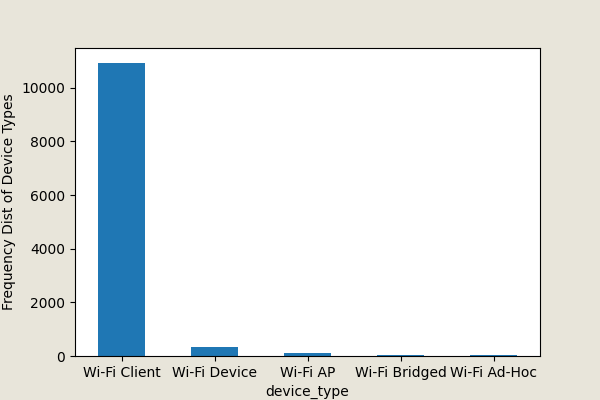 Frequency Dist of Device Types
10000
8000
6000
4000
2000
0
Wi-Fi Client Wi-Fi Device Wi-Fi AP Wi-Fi Bridged Wi-Fi Ad-Hoc
device_type